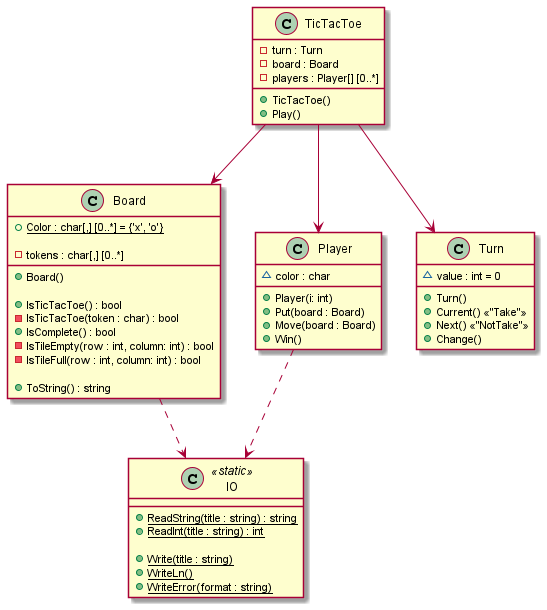 C TicTacToe
turn : Turn
board : Board
players : Player[] [0..*]
TicTacToe()
Play()
C Board
Color : char[,] [0..*] = {'x', 'o'}
tokens : char[,] [0..*]
Board()
IsTicTacToe() : bool
IsTicTacToe(token : char) : bool
IsComplete() : bool
IsTileEmpty(row : int, column: int) : bool
IsTileFull(row : int, column: int) : bool
ToString() : string
C Player
color : char
Player(i: int)
Put(board : Board)
Move(board : Board)
Win()
C Turn
value : int = 0
Turn()
Current() «"Take"»
Next() «"NotTake"»
Change()
C «static»
IO
ReadString(title : string) : string
ReadInt(title : string) : int
Write(title : string)
WriteLn()
WriteError(format : string)